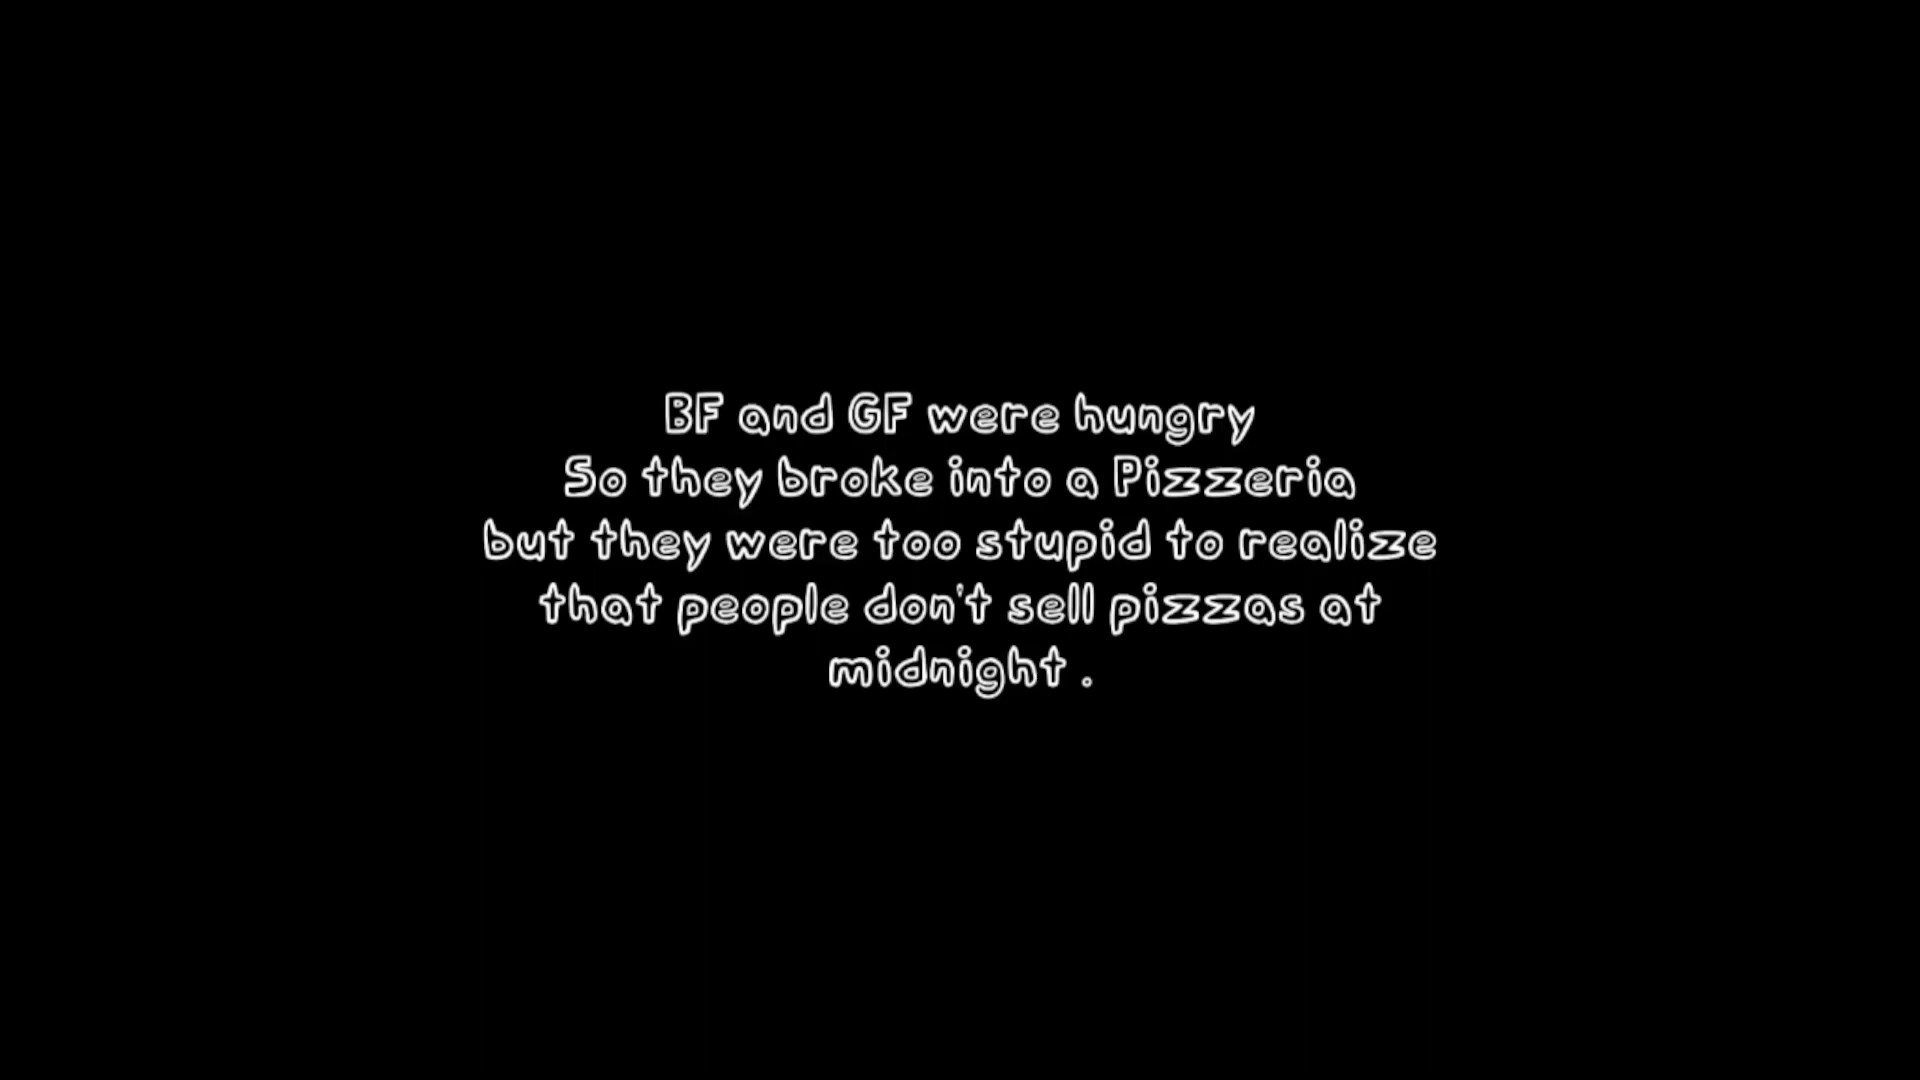 BF and GF were hungry
So they broke into a Pizzeria
but they were too stupid to realize
that people don't sell pizzas at
midnight .